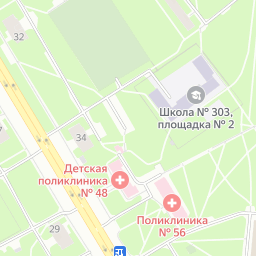 32
Школа № 303,
площадка № 2
34
Детская
поликлиника
№ 48
Поликлиника
№ 56
29